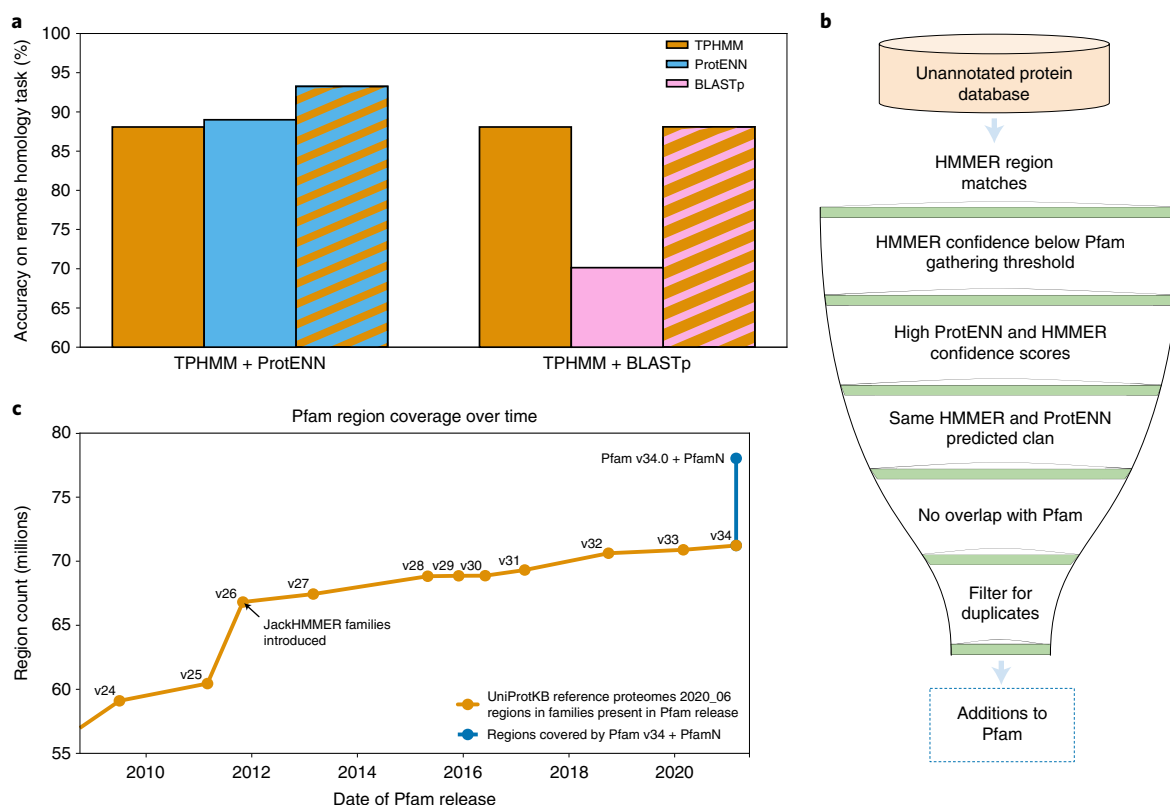 a
Accuracy on remote homology task (%)
100
95
90
85
80
75
70
65
60
TPHMM
ProtENN
BLASTp
TPHMM + ProtENN
TPHMM + BLASTp
b
Unannotated protein
database
HMMER region
matches
HMMER confidence below Pfam
gathering threshold
High ProtENN and HMMER
confidence scores
Same HMMER and ProtENN
predicted clan
No overlap with Pfam
Filter for
duplicates
Additions to
Pfam
c
Pfam region coverage over time
Region count (millions)
80
75
70
65
60
55
v24
v25
v26
JackHMMER families
introduced
v27
v28
v29
v30
v31
v32
v33
v34
Pfam v34.0 + PfamN
UniProtKB reference proteomes 2020_06
regions in families present in Pfam release
Regions covered by Pfam v34 + PfamN
2010
2012
2014
2016
2018
2020
Date of Pfam release